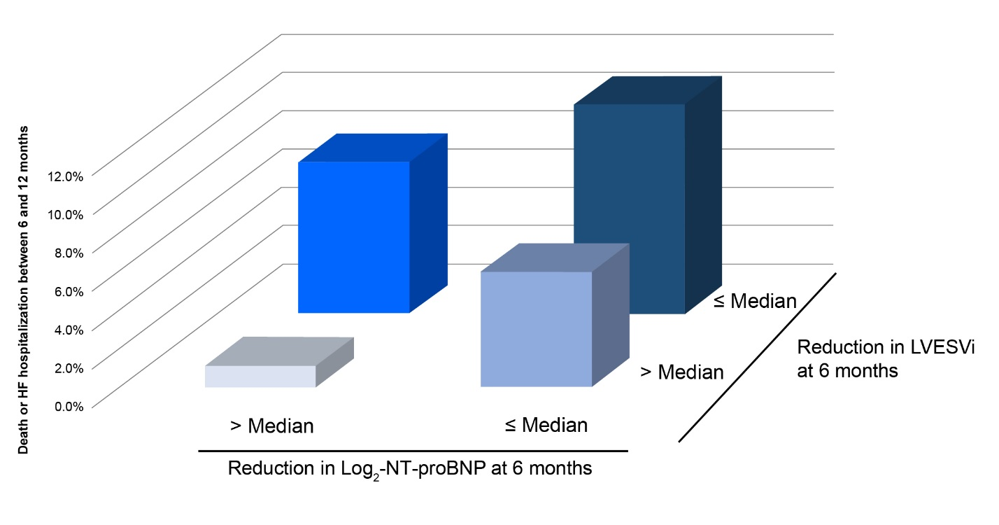 Death or HF hospitalization between 6 and 12 months
12.0%
10.0%
8.0%
6.0%
4.0%
2.0%
0.0%
≤ Median
> Median
Reduction in LVESVi
at 6 months
> Median
≤ Median
Reduction in Log₂-NT-proBNP at 6 months